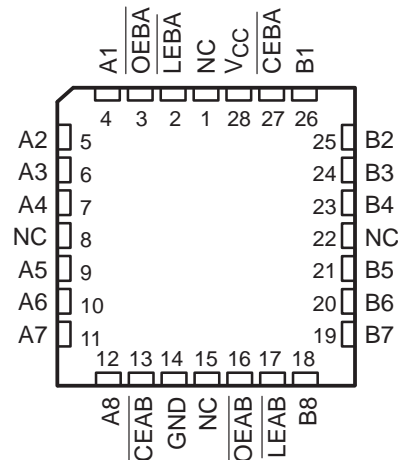 A1 OEBA LEBA NC VCC CEBA B1
4 3 2 1 28 27 26
A2 5 25 B2
A3 6 24 B3
A4 7 23 B4
NC 8 22 NC
A5 9 21 B5
A6 10 20 B6
A7 11 19 B7
12 13 14 15 16 17 18
A8 CEAB GND NC OEAB LEAB B8